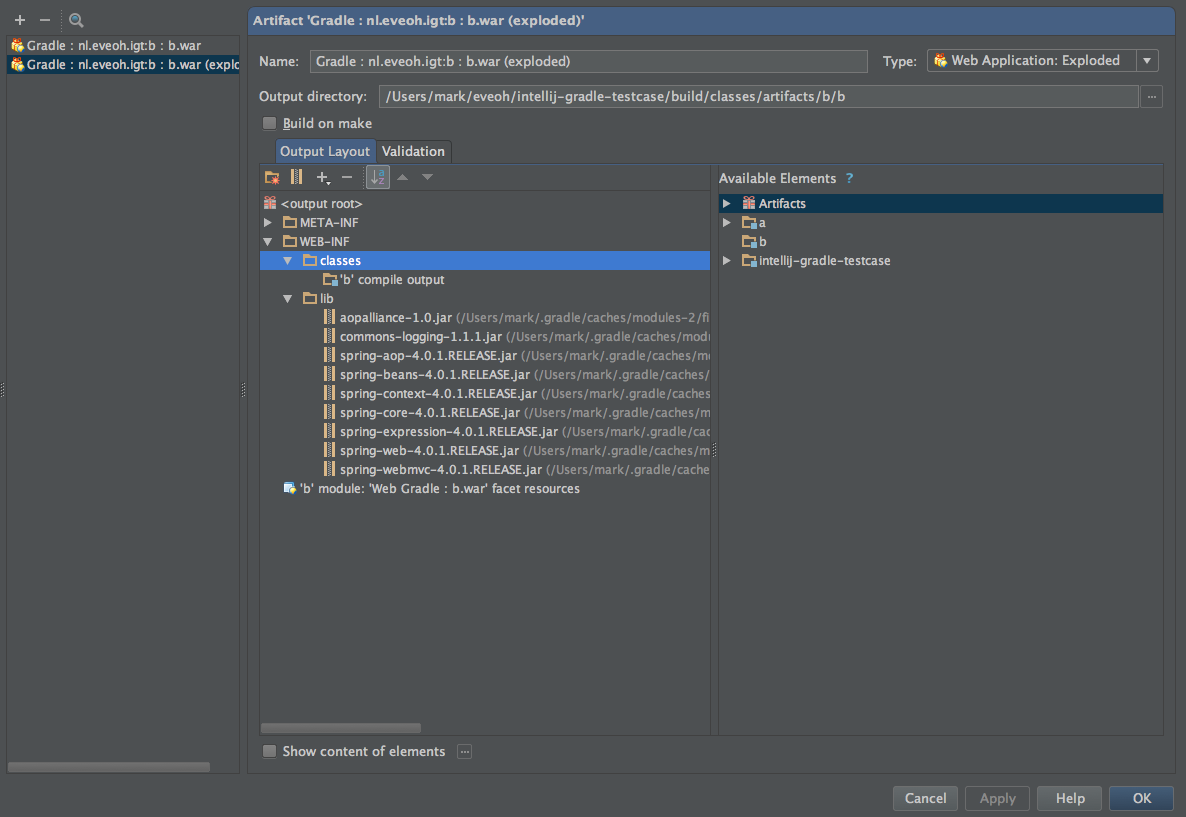 Gradle : nl.eveoh.igt:b : b.war
Gradle : nl.eveoh.igt:b : b.war (explo
Artifact 'Gradle : nl.eveoh.igt:b : b.war (exploded)'
Name: Gradle : nl.eveoh.igt:b : b.war (exploded) Type: Web Application: Exploded
Output directory: /Users/mark/eveoh/intellij-gradle-testcase/build/classes/artifacts/b/b ...
Build on make
Output Layout Validation
Available Elements ?
<output root>
META-INF
WEB-INF
classes
'b' compile output
lib
aopalliance-1.0.jar (/Users/mark/.gradle/caches/modules-2/fi
commons-logging-1.1.1.jar (/Users/mark/.gradle/caches/modu
spring-aop-4.0.1.RELEASE.jar (/Users/mark/.gradle/caches/m
spring-beans-4.0.1.RELEASE.jar (/Users/mark/.gradle/caches/
spring-context-4.0.1.RELEASE.jar (/Users/mark/.gradle/caches
spring-core-4.0.1.RELEASE.jar (/Users/mark/.gradle/caches/m
spring-expression-4.0.1.RELEASE.jar (/Users/mark/.gradle/cac
spring-web-4.0.1.RELEASE.jar (/Users/mark/.gradle/caches/m
spring-webmvc-4.0.1.RELEASE.jar (/Users/mark/.gradle/cache
'b' module: 'Web Gradle : b.war' facet resources
Artifacts
a
b
intellij-gradle-testcase
Show content of elements ...
Cancel Apply Help OK